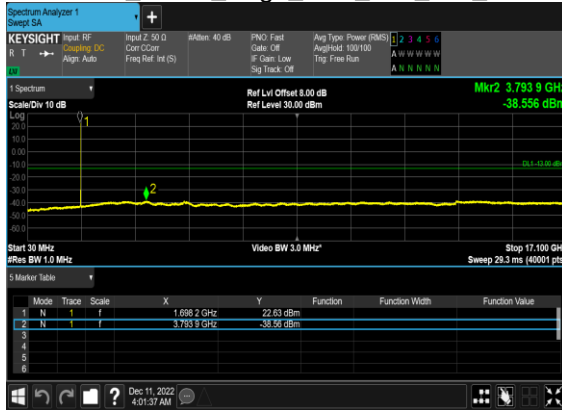 Spectrum Analyzer 1
Swept SA
+
KEYSIGHT Input: RF Input Z: 50 Ω #Atten: 40 dB PNO: Fast Avg Type: Power (RMS) 1 2 3 4 5 6
R T Coupling: DC Corr CCorr Gate: Off Avg|Hold: 100/100 A W W W W W
Align: Auto Freq Ref: Int (S) IF Gain: Low Trig: Free Run
LU Sig Track: Off A N N N N N
1 Spectrum Ref Lvl Offset 8.00 dB Mkr2 3.793 9 GHz
Scale/Div 10 dB Ref Level 30.00 dBm -38.556 dBm
Log
1
20.0
10.0
0.00
-10.0
DL1 -13.00 dBm
-20.0
-30.0
2
-40.0
-50.0
-60.0
Start 30 MHz Video BW 3.0 MHz* Stop 17.100 GH
#Res BW 1.0 MHz Sweep 29.3 ms (40001 pts
5 Marker Table
Mode Trace Scale X Y Function Function Width Function Value
1 N 1 f 1.698 2 GHz 22.63 dBm
2 N 1 f 3.793 9 GHz -38.56 dBm
3
4
5
6
? Dec 11, 2022
4:01:37 AM